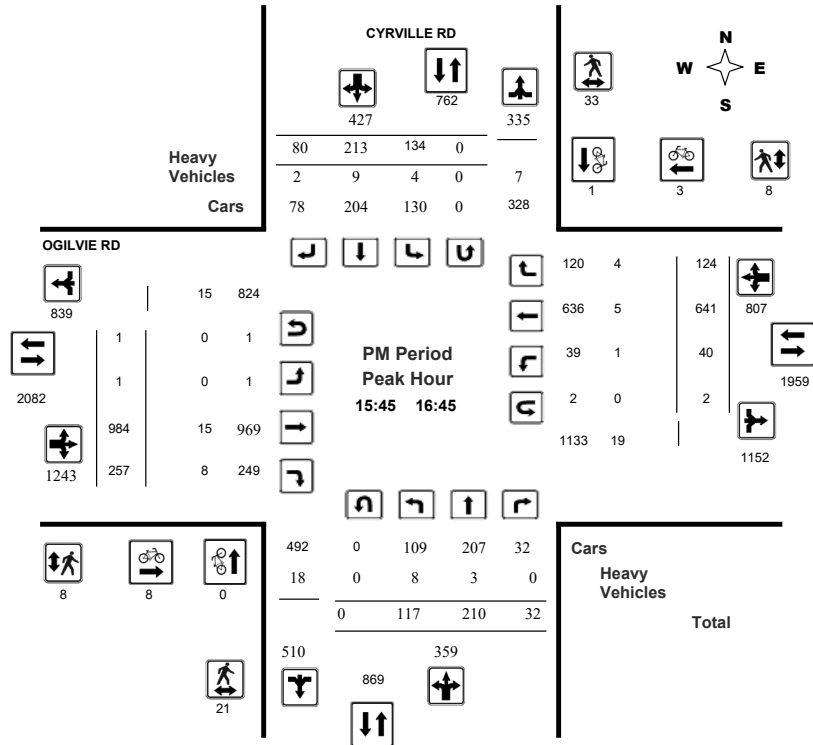 CYRVILLE RD
N
W E
S
762
33
427 335
80 213 134 0
Heavy
Vehicles
2 9 4 0 7
Cars 78 204 130 0 328
1 3 8
OGILVIE RD
839
15 824
120 4 124
807
1 0 1
636 5 641
2082
1 0 1
39 1 40
1959
PM Period
Peak Hour
15:45 16:45
2 0 2
984 15 969
1133 19
1152
1243
257 8 249
492 0 109 207 32 Cars
18 0 8 3 0 Heavy
Vehicles
8 8 0
0 117 210 32 Total
510 359
869
21